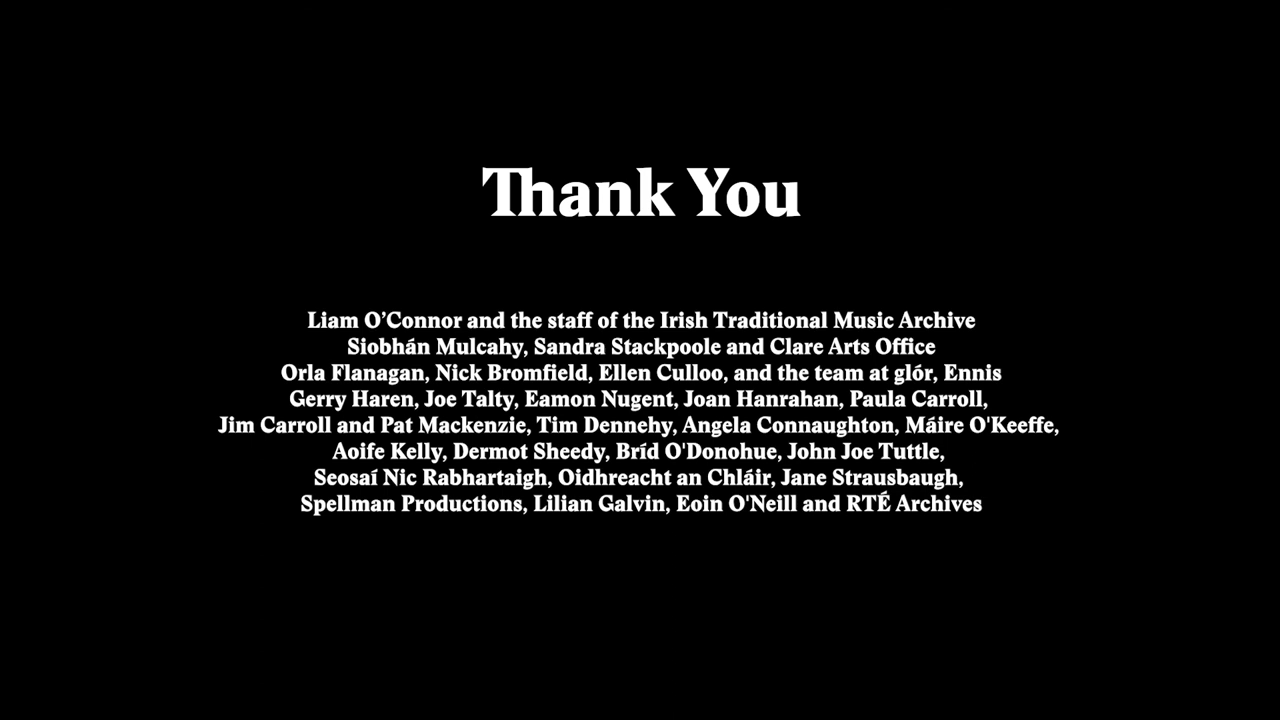 Thank You
Liam O’Connor and the staff of the Irish Traditional Music Archive
Siobhán Mulcahy, Sandra Stackpoole and Clare Arts Office
Orla Flanagan, Nick Bromfield, Ellen Culloo, and the team at glór, Ennis
Gerry Haren, Joe Talty, Eamon Nugent, Joan Hanrahan, Paula Carroll,
Jim Carroll and Pat Mackenzie, Tim Dennehy, Angela Connaughton, Máire O'Keeffe,
Aoife Kelly, Dermot Sheedy, Bríd O'Donohue, John Joe Tuttle,
Seosaí Nic Rabhartaigh, Oidhreacht an Chláir, Jane Strausbaugh,
Spellman Productions, Lilian Galvin, Eoin O'Neill and RTÉ Archives